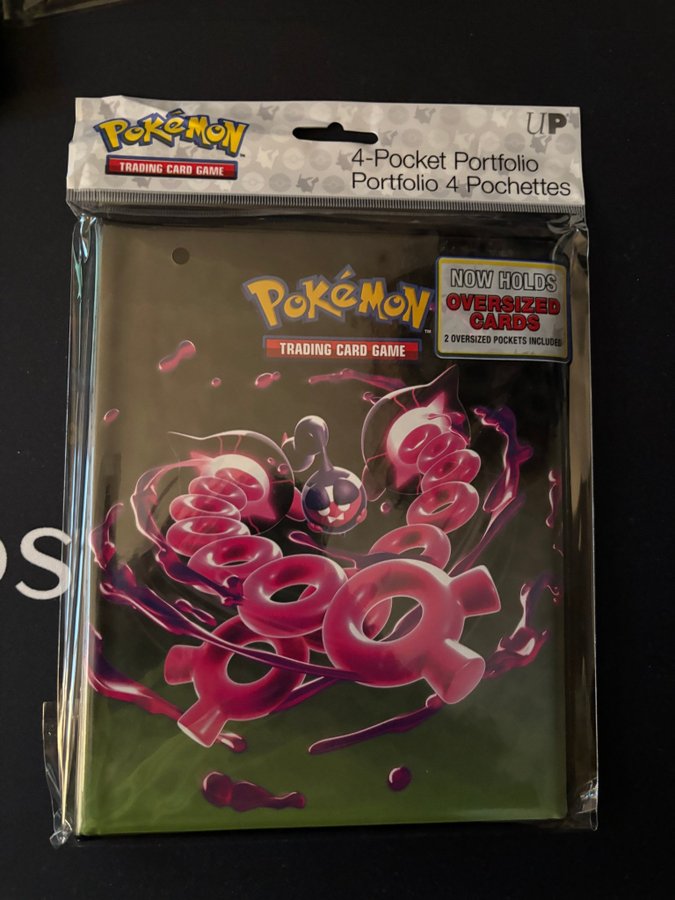 POKéMON
TRADING CARD GAME
UP
4-Pocket Portfolio
Portfolio 4 Pochettes
POKéMON
TRADING CARD GAME
NOW HOLDS
OVERSIZED
CARDS
2 OVERSIZED POCKETS INCLUDED
os